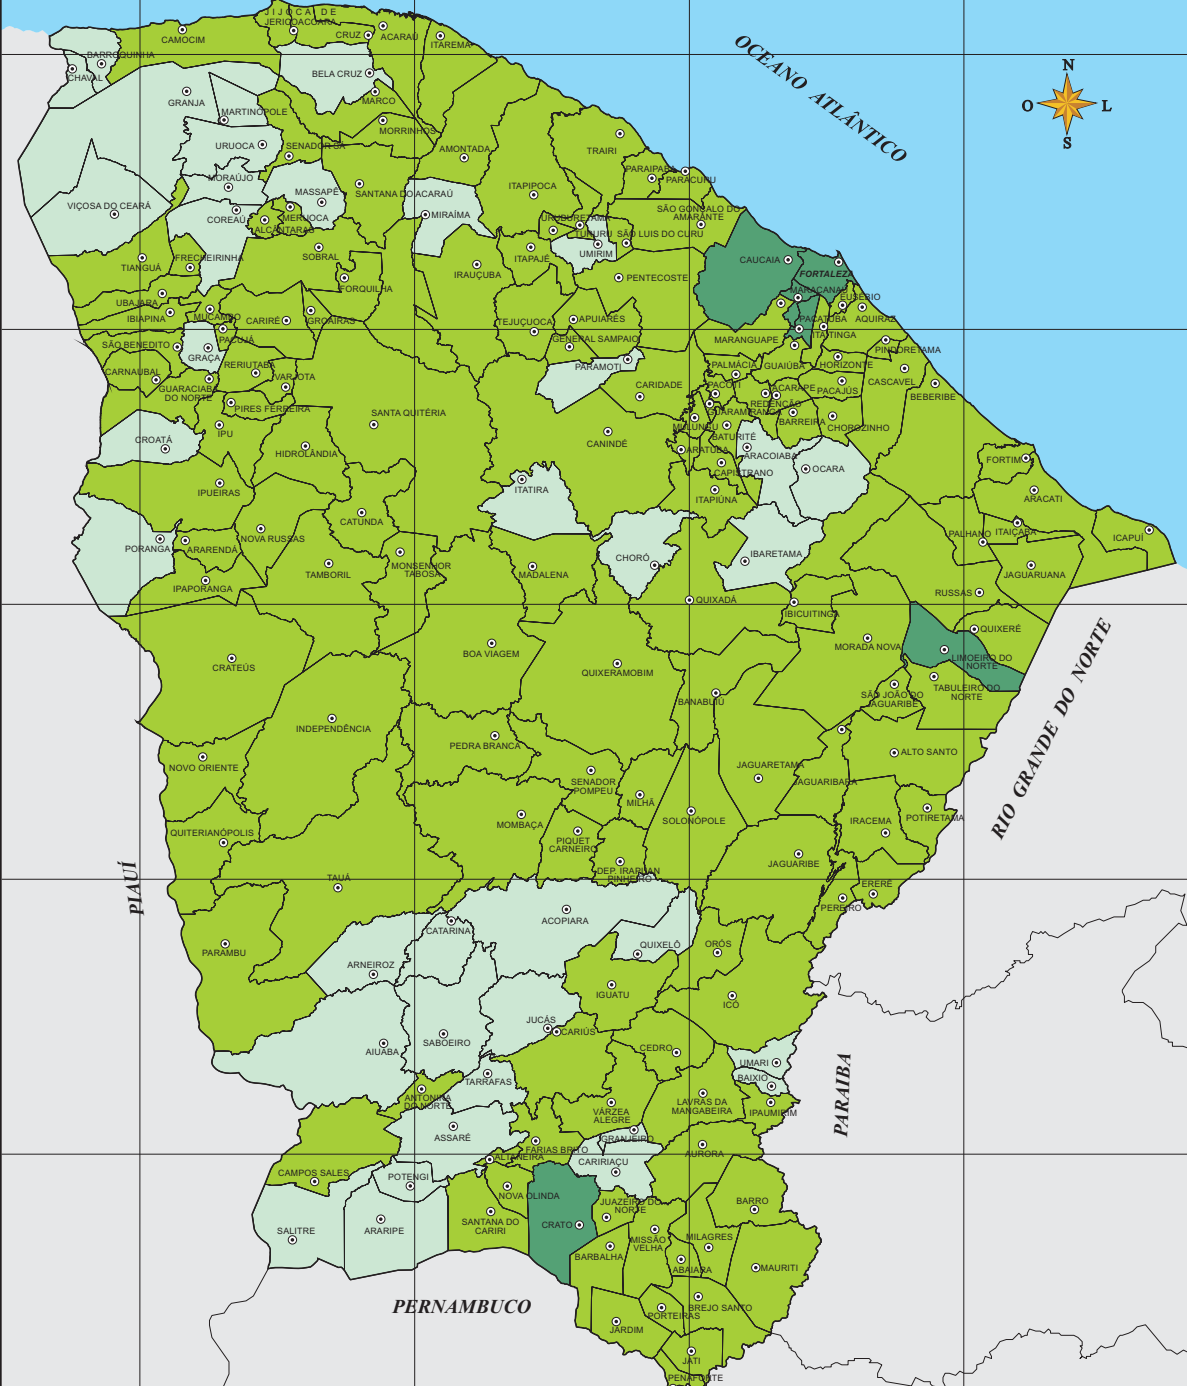 JIJOCA DE
JERICOACOARA
CAMOCIM
CRUZ
ACARAÚ
ITAREMA
OCEANO ATLÂNTICO
N
O
L
S
BARROQUINHA
CHAVAL
BELA CRUZ
MARCO
GRANJA
MARTINÓPOLE
MORRINHOS
URUOCA
SENADOR SÁ
AMONTADA
TRAIRI
MORAÚJO
MASSAPÊ
SANTANA DO ACARAÚ
ITAPIPOCA
PARAIPABA
PARACURU
VIÇOSA DO CEARÁ
COREAÚ
MERUOCA
ALCÂNTARAS
MIRAÍMA
URUBURETAMA
TURURU
SÃO LUIS DO CURU
SÃO GONÇALO DO
AMARANTE
UMIRIM
TIANGUÁ
FRECHEIRINHA
SOBRAL
IRAUÇUBA
ITAPAJÉ
PENTECOSTE
CAUCAIA
FORTALEZA
FORQUILHA
MARACANAÚ
EUSÉBIO
UBAJARA
IBIAPINA
MUCAMBO
CARIRÉ
GROAÍRAS
TEJUÇUOCA
APUIARÉS
PACATUBA
AQUIRAZ
ITAITINGA
SÃO BENEDITO
PACUJÁ
GRAÇA
GENERAL SAMPAIO
MARANGUAPE
PINDORETAMA
CARNAUBAL
RERIUTABA
VARJOTA
PARAMOTI
PALMÁCIA
GUAIÚBA
HORIZONTE
GUARACIABA
DO NORTE
CARIDADE
PACOTI
ACARAPE
PACAJÚS
CASCAVEL
BEBERIBE
PIRES FERREIRA
SANTA QUITÉRIA
REDENÇÃO
GUARAMIRANGA
BARREIRA
CHOROZINHO
IPU
MULUNGU
BATURITÉ
CROATÁ
HIDROLÂNDIA
CANINDÉ
ARATUBA
ARACOIABA
CAPISTRANO
OCARA
FORTIM
IPUEIRAS
ITATIRA
ITAPIÚNA
ARACATI
CATUNDA
PORANGA
ARARENDÁ
NOVA RUSSAS
PALHANO
ITAIÇABA
ICAPUÍ
TAMBORIL
MONSENHOR
TABOSA
MADALENA
CHORÓ
IBARETAMA
JAGUARUANA
IPAPORANGA
QUIXADÁ
IBICUITINGA
RUSSAS
CRATEÚS
BOA VIAGEM
QUIXERAMOBIM
MORADA NOVA
QUIXERÉ
LIMOEIRO DO
NORTE
BANABUIÚ
SÃO JOÃO DO
JAGUARIBE
TABULEIRO DO
NORTE
RIO GRANDE DO NORTE
INDEPENDÊNCIA
PEDRA BRANCA
ALTO SANTO
NOVO ORIENTE
SENADOR
POMPEU
JAGUARETAMA
JAGUARIBARA
MILHÃ
QUITERIANÓPOLIS
MOMBAÇA
SOLONÓPOLE
IRACEMA
POTIRETAMA
PIQUET
CARNEIRO
JAGUARIBE
PIAUÍ
TAUÁ
DEP. IRAPUAN
PINHEIRO
ERERÉ
PEREIRO
CATARINA
ACOPIARA
PARAMBU
QUIXELÔ
ORÓS
ARNEIROZ
IGUATU
ICÓ
JUCÁS
CARIÚS
AIUABA
SABOEIRO
CEDRO
UMARI
PARAIBA
TARRAFAS
BAIXIO
ANTONINA
DO NORTE
VÁRZEA
ALEGRE
LAVRAS DA
MANGABEIRA
IPAUMIRIM
ASSARÉ
GRANJEIRO
FARIAS BRITO
AURORA
ALTANEIRA
CARIRIAÇU
CAMPOS SALES
POTENGI
NOVA OLINDA
BARRO
JUAZEIRO DO
NORTE
SALITRE
ARARIPE
SANTANA DO
CARIRI
CRATO
MISSÃO
VELHA
MILAGRES
BARBALHA
ABAIARA
MAURITI
PERNAMBUCO
BREJO SANTO
PORTEIRAS
JARDIM
JATI
PENAFORTE